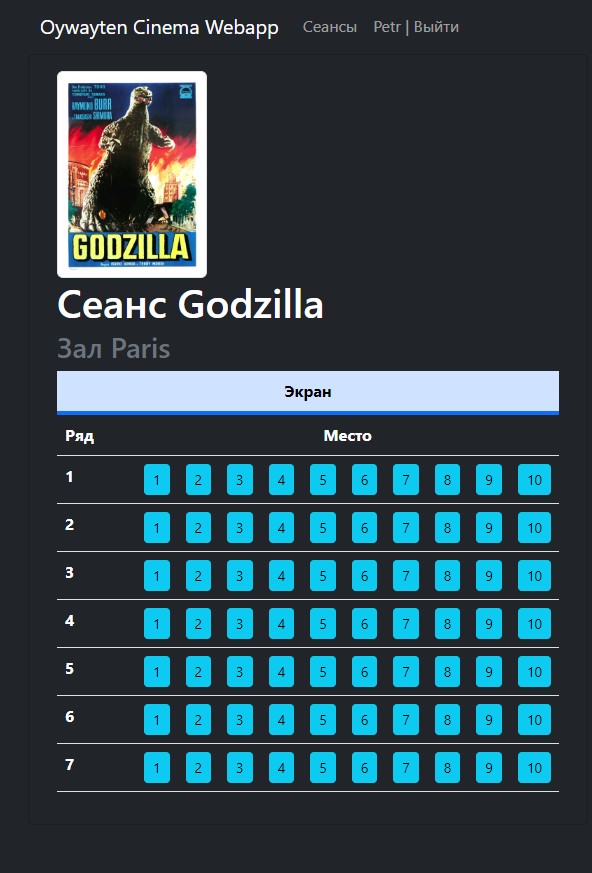 Oywayten Cinema Webapp Сеансы Petr | Выйти
RAYMOND BURR
TAKASHI SHIMURA
GODZILLA
Сеанс Godzilla
Зал Paris
Экран
Ряд Место
1 1 2 3 4 5 6 7 8 9 10
2 1 2 3 4 5 6 7 8 9 10
3 1 2 3 4 5 6 7 8 9 10
4 1 2 3 4 5 6 7 8 9 10
5 1 2 3 4 5 6 7 8 9 10
6 1 2 3 4 5 6 7 8 9 10
7 1 2 3 4 5 6 7 8 9 10